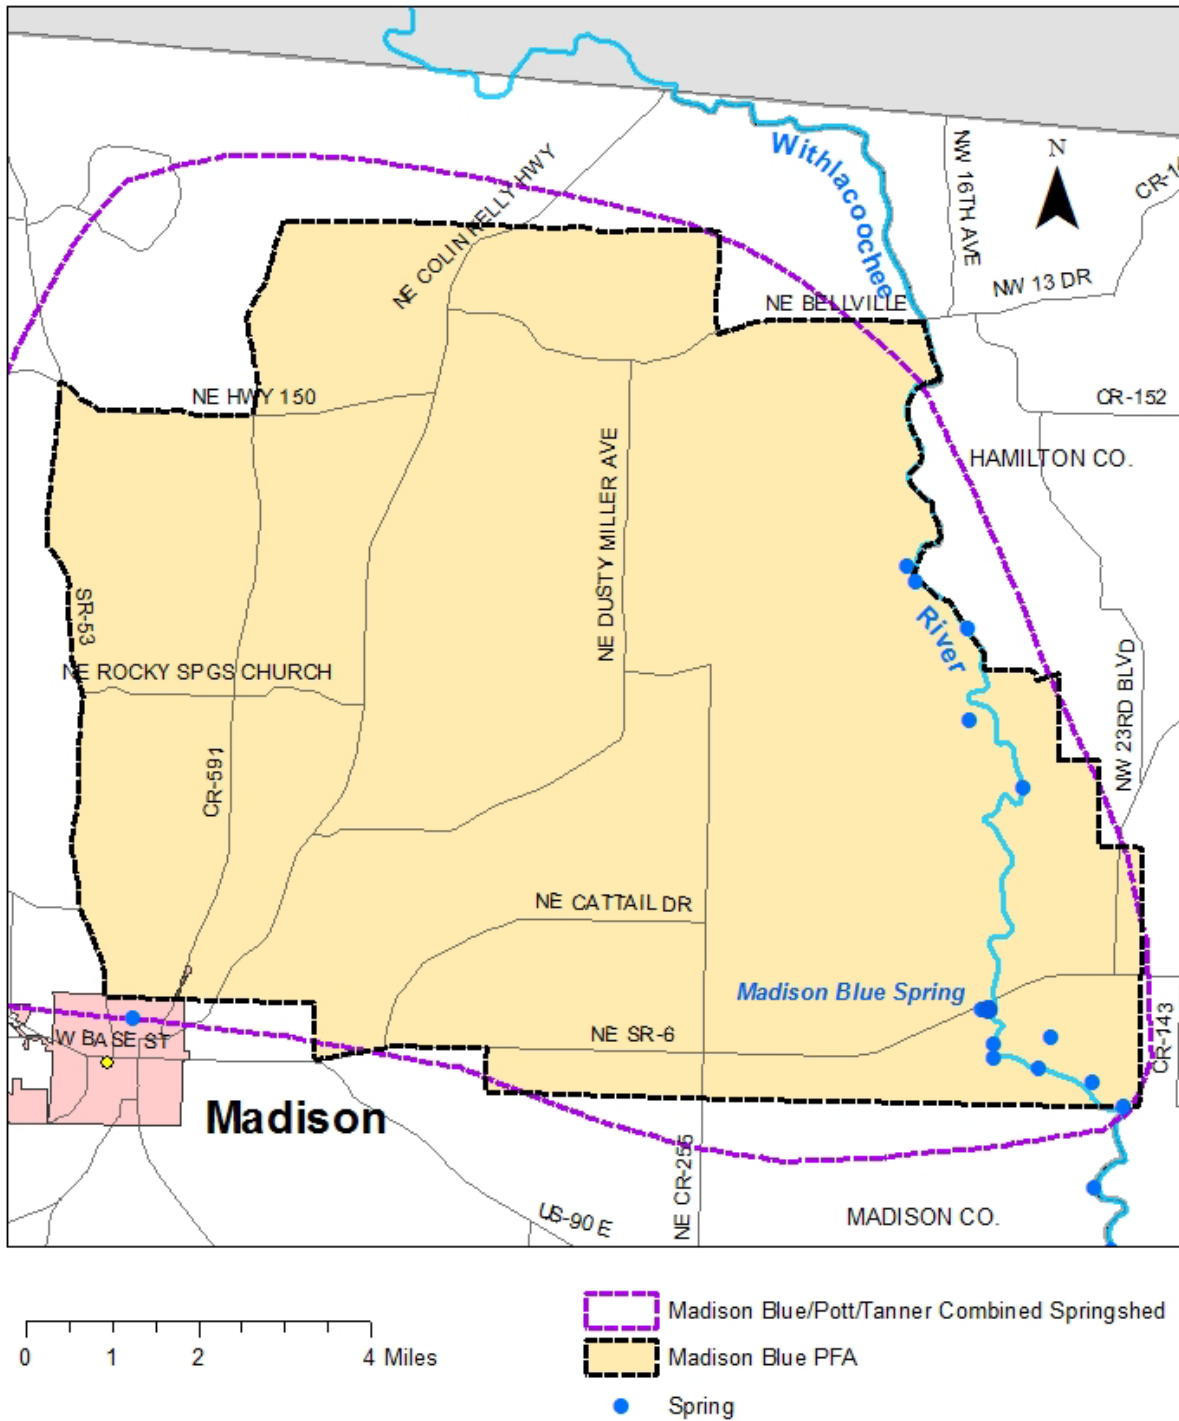 Withlacoochee
NW 16TH AVE
N
NE COLIN KELLY HWY
NW 13 DR
NE BELLVILLE
NE HWY 150
CR-152
HAMILTON CO.
NE DUSTY MILLER AVE
SR-53
River
NE ROCKY SPGS CHURCH
NW 23RD BLVD
CR-591
NE CATTAIL DR
Madison Blue Spring
W BASE ST
NE SR-6
CR-143
Madison
NE CR-255
US-90 E
MADISON CO.
Madison Blue/Pott/Tanner Combined Springshed
0 1 2 4 Miles
Madison Blue PFA
Spring